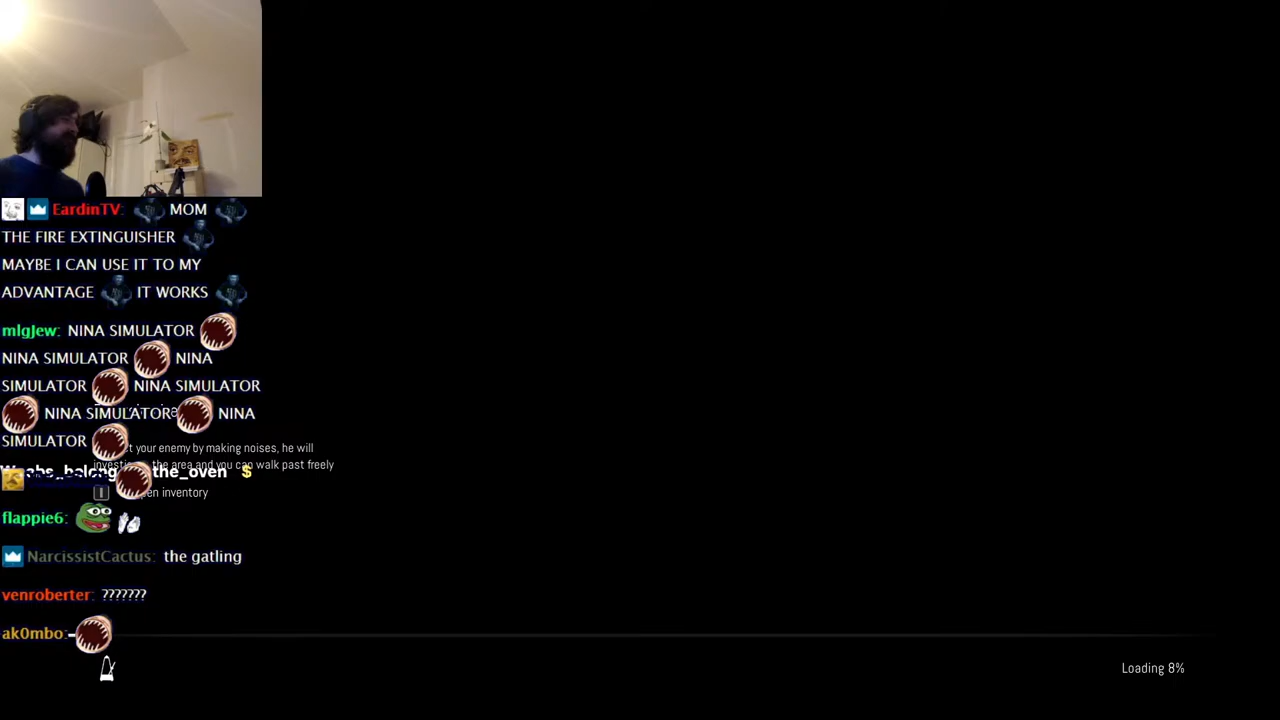 EardinTV: MOM
THE FIRE EXTINGUISHER
MAYBE I CAN USE IT TO MY
ADVANTAGE IT WORKS
mlgJew: NINA SIMULATOR
NINA SIMULATOR NINA
SIMULATOR NINA SIMULATOR
NINA SIMULATOR NINA
SIMULATOR
your enemy by making noises, he will
the area and you can walk past freely
the_oven $
I
inventory
flappie6:
NarcissistCactus: the gatling
venroberter: ???????
ak0mbo:
Loading 8%